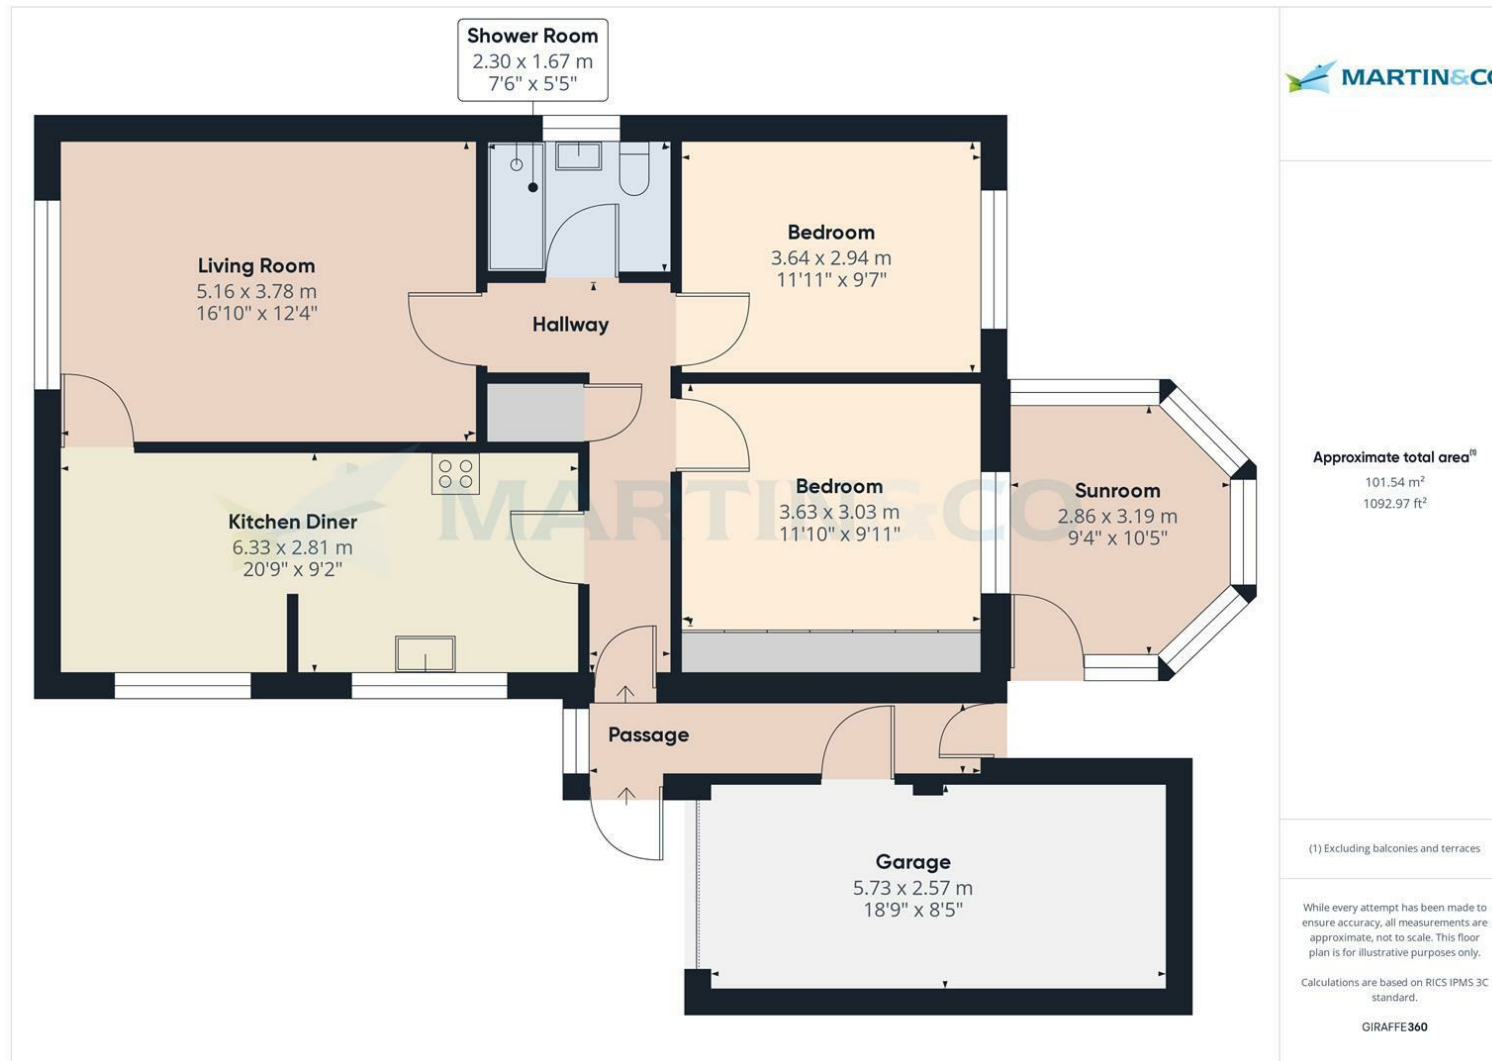 Shower Room
2.30 x 1.67 m
7'6" x 5'5"
MARTIN&CO
Living Room
5.16 x 3.78 m
16'10" x 12'4"
Hallway
Bedroom
3.64 x 2.94 m
11'11" x 9'7"
Kitchen Diner
6.33 x 2.81 m
20'9" x 9'2"
Bedroom
3.63 x 3.03 m
11'10" x 9'11"
Sunroom
2.86 x 3.19 m
9'4" x 10'5"
MARTIN&CO
Passage
Garage
5.73 x 2.57 m
18'9" x 8'5"
Approximate total area(1)
101.54 m²
1092.97 ft²
(1) Excluding balconies and terraces
While every attempt has been made to
ensure accuracy, all measurements are
approximate, not to scale. This floor
plan is for illustrative purposes only.
Calculations are based on RICS IPMS 3C
standard.
GIRAFFE360